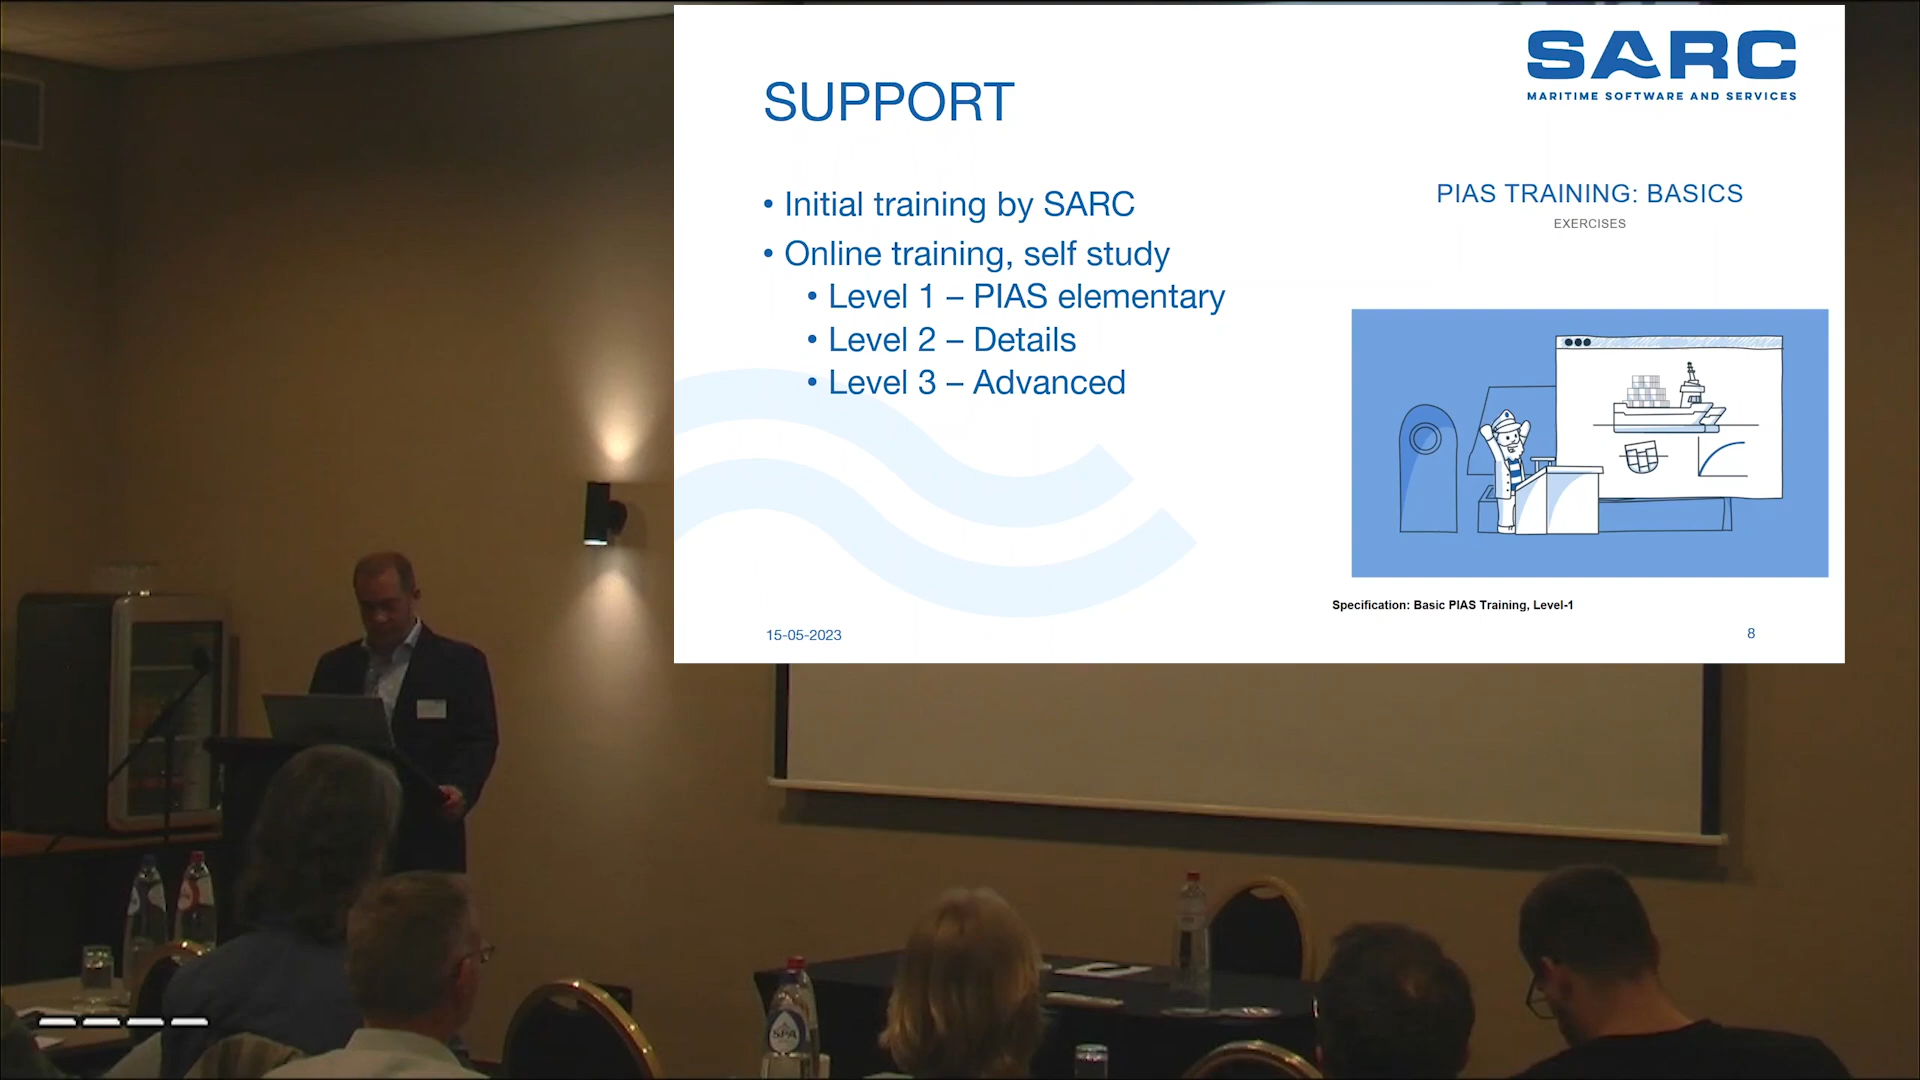 SARC
MARITIME SOFTWARE AND SERVICES
SUPPORT
• Initial training by SARC
• Online training, self study
• Level 1 – PIAS elementary
• Level 2 – Details
• Level 3 – Advanced
PIAS TRAINING: BASICS
EXERCISES
Specification: Basic PIAS Training, Level-1
15-05-2023
8
SPA